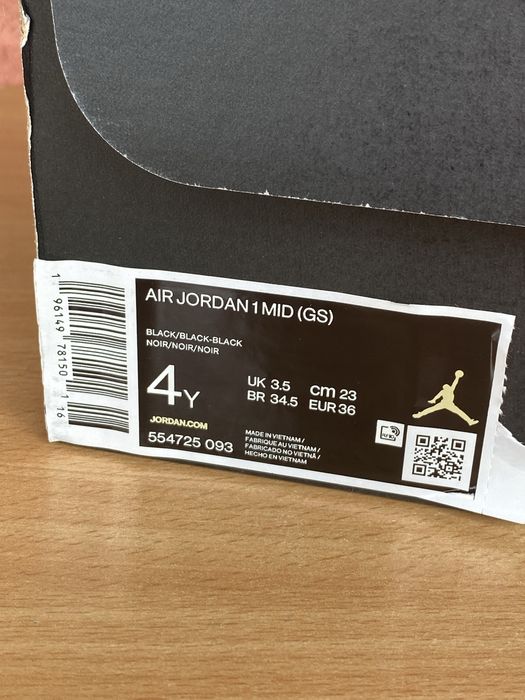 AIR JORDAN 1 MID (GS)
BLACK/BLACK-BLACK
NOIR/NOIR/NOIR
4Y
UK 3.5 cm 23
BR 34.5 EUR 36
JORDAN.COM
554725 093
MADE IN VIETNAM /
FABRIQUE AU VIETNAM /
FABRICADO NO VIETNÃ /
HECHO EN VIETNAM
1 96149 78150 1 16